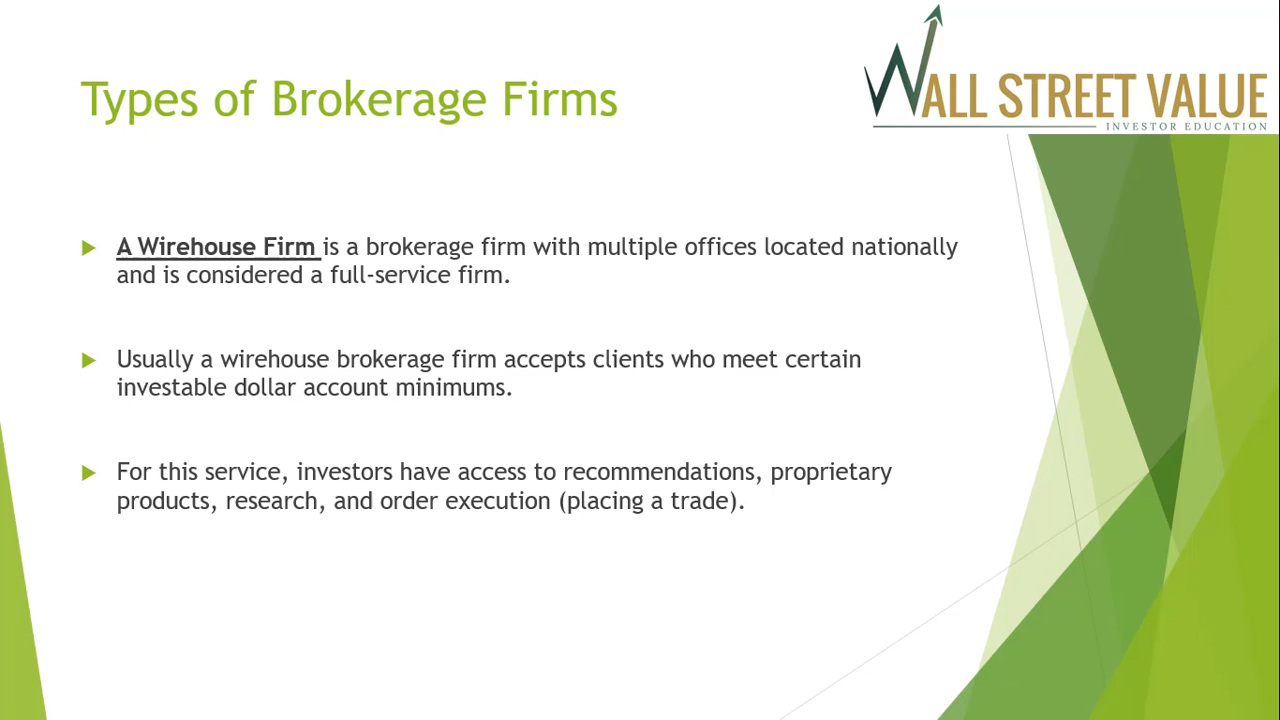 Types of Brokerage Firms
WALL STREET VALUE
INVESTOR EDUCATION
A Wirehouse Firm is a brokerage firm with multiple offices located nationally
and is considered a full-service firm.
Usually a wirehouse brokerage firm accepts clients who meet certain
investable dollar account minimums.
For this service, investors have access to recommendations, proprietary
products, research, and order execution (placing a trade).